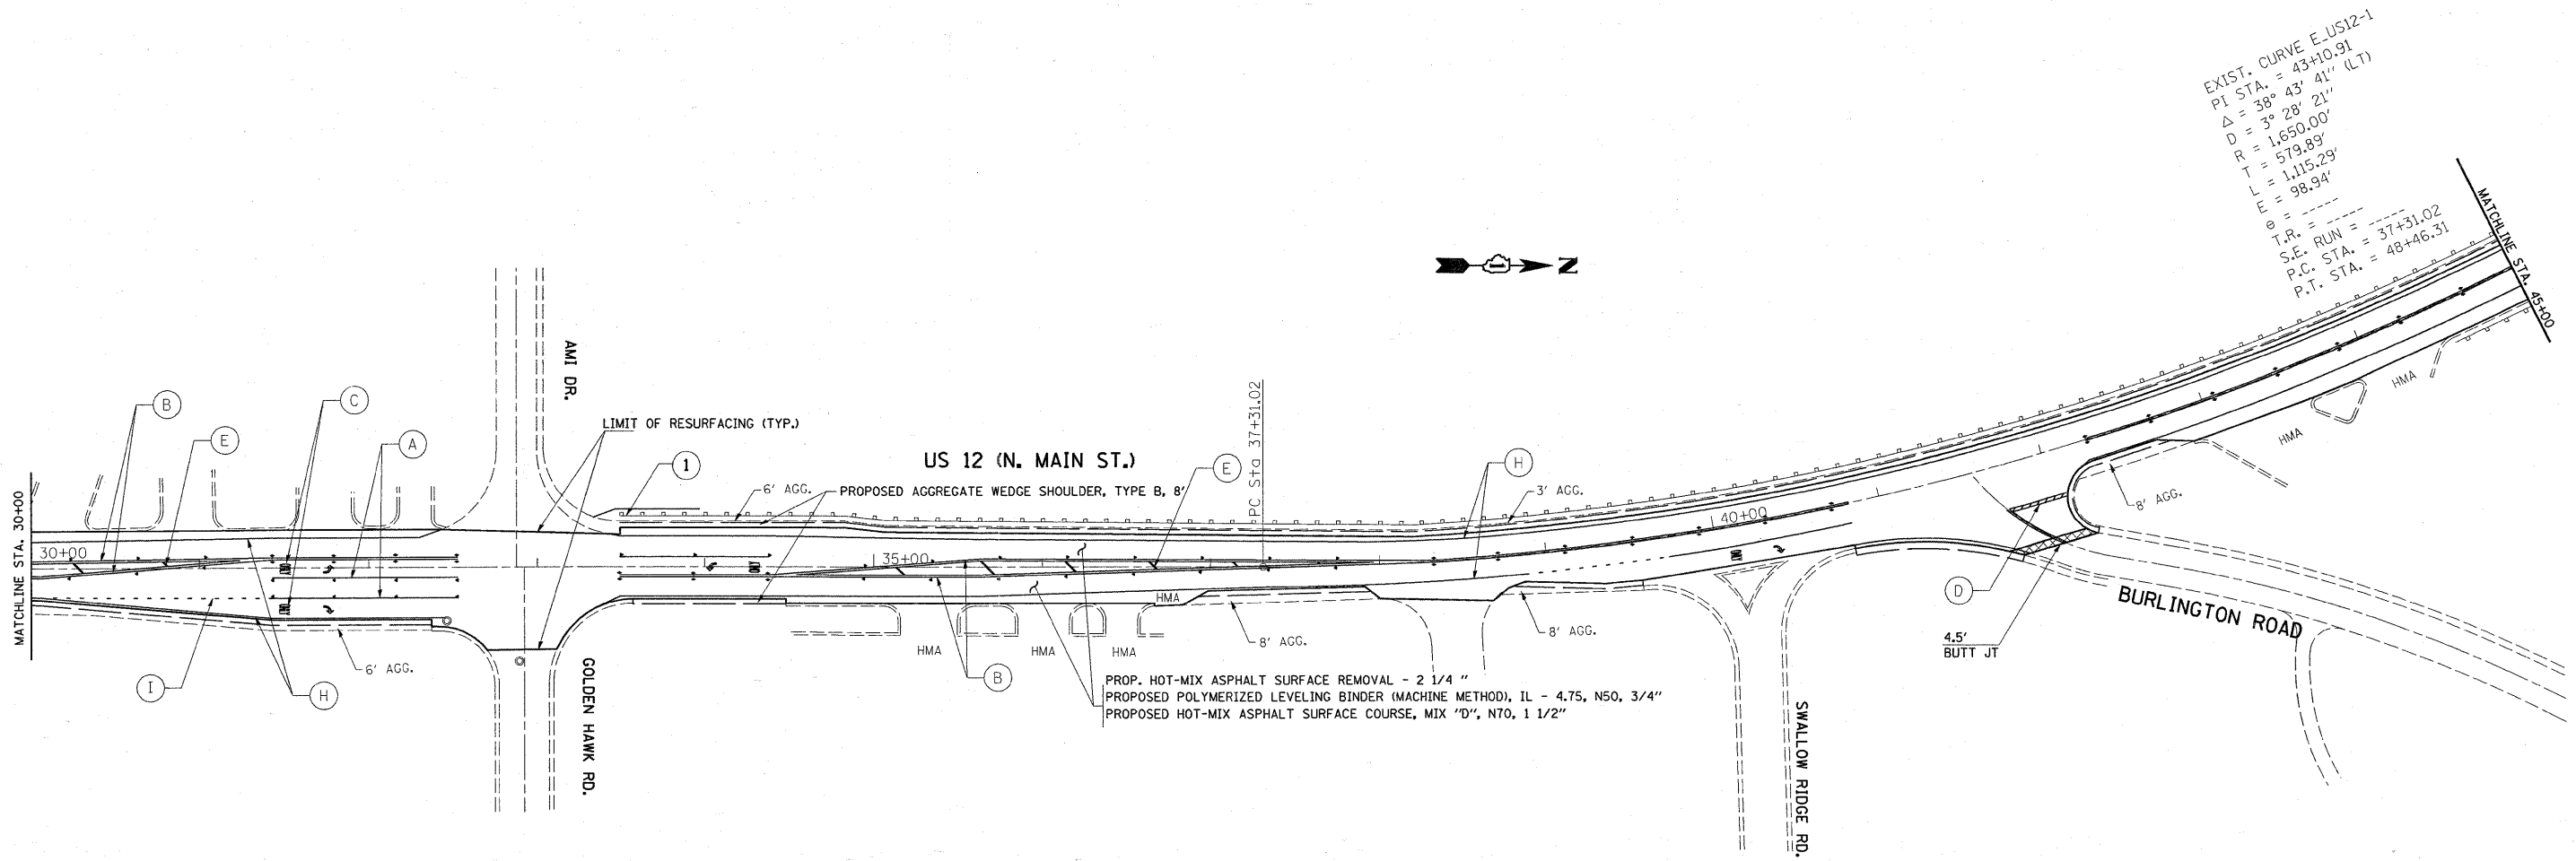 EXIST. CURVE E_US12-1
PI STA. = 43+10.91
Δ = 38° 43' 41" (LT)
D = 3° 28' 21"
R = 1,650.00'
T = 579.89'
L = 1,115.29'
E = 98.94'
e = -----
T.R. = -----
S.E. RUN = -----
P.C. STA. = 37+31.02
P.T. STA. = 48+46.31
MATCHLINE STA. 45+00
N
AMI DR.
B
C
E
A
LIMIT OF RESURFACING (TYP.)
1
US 12 (N. MAIN ST.)
6' AGG.
PROPOSED AGGREGATE WEDGE SHOULDER, TYPE B, 8'
E
PC Sta 37+31.02
H
3' AGG.
40+00
HMA
HMA
8' AGG.
MATCHLINE STA. 30+00
30+00
ONLY
ONLY
35+00
ONLY
ONLY
HMA
8' AGG.
8' AGG.
D
4.5'
BUTT JT
BURLINGTON ROAD
I
H
6' AGG.
GOLDEN HAWK RD.
HMA
HMA
HMA
B
PROP. HOT-MIX ASPHALT SURFACE REMOVAL - 2 1/4 "
PROPOSED POLYMERIZED LEVELING BINDER (MACHINE METHOD), IL - 4.75, N50, 3/4"
PROPOSED HOT-MIX ASPHALT SURFACE COURSE, MIX "D", N70, 1 1/2"
SWALLOW RIDGE RD.